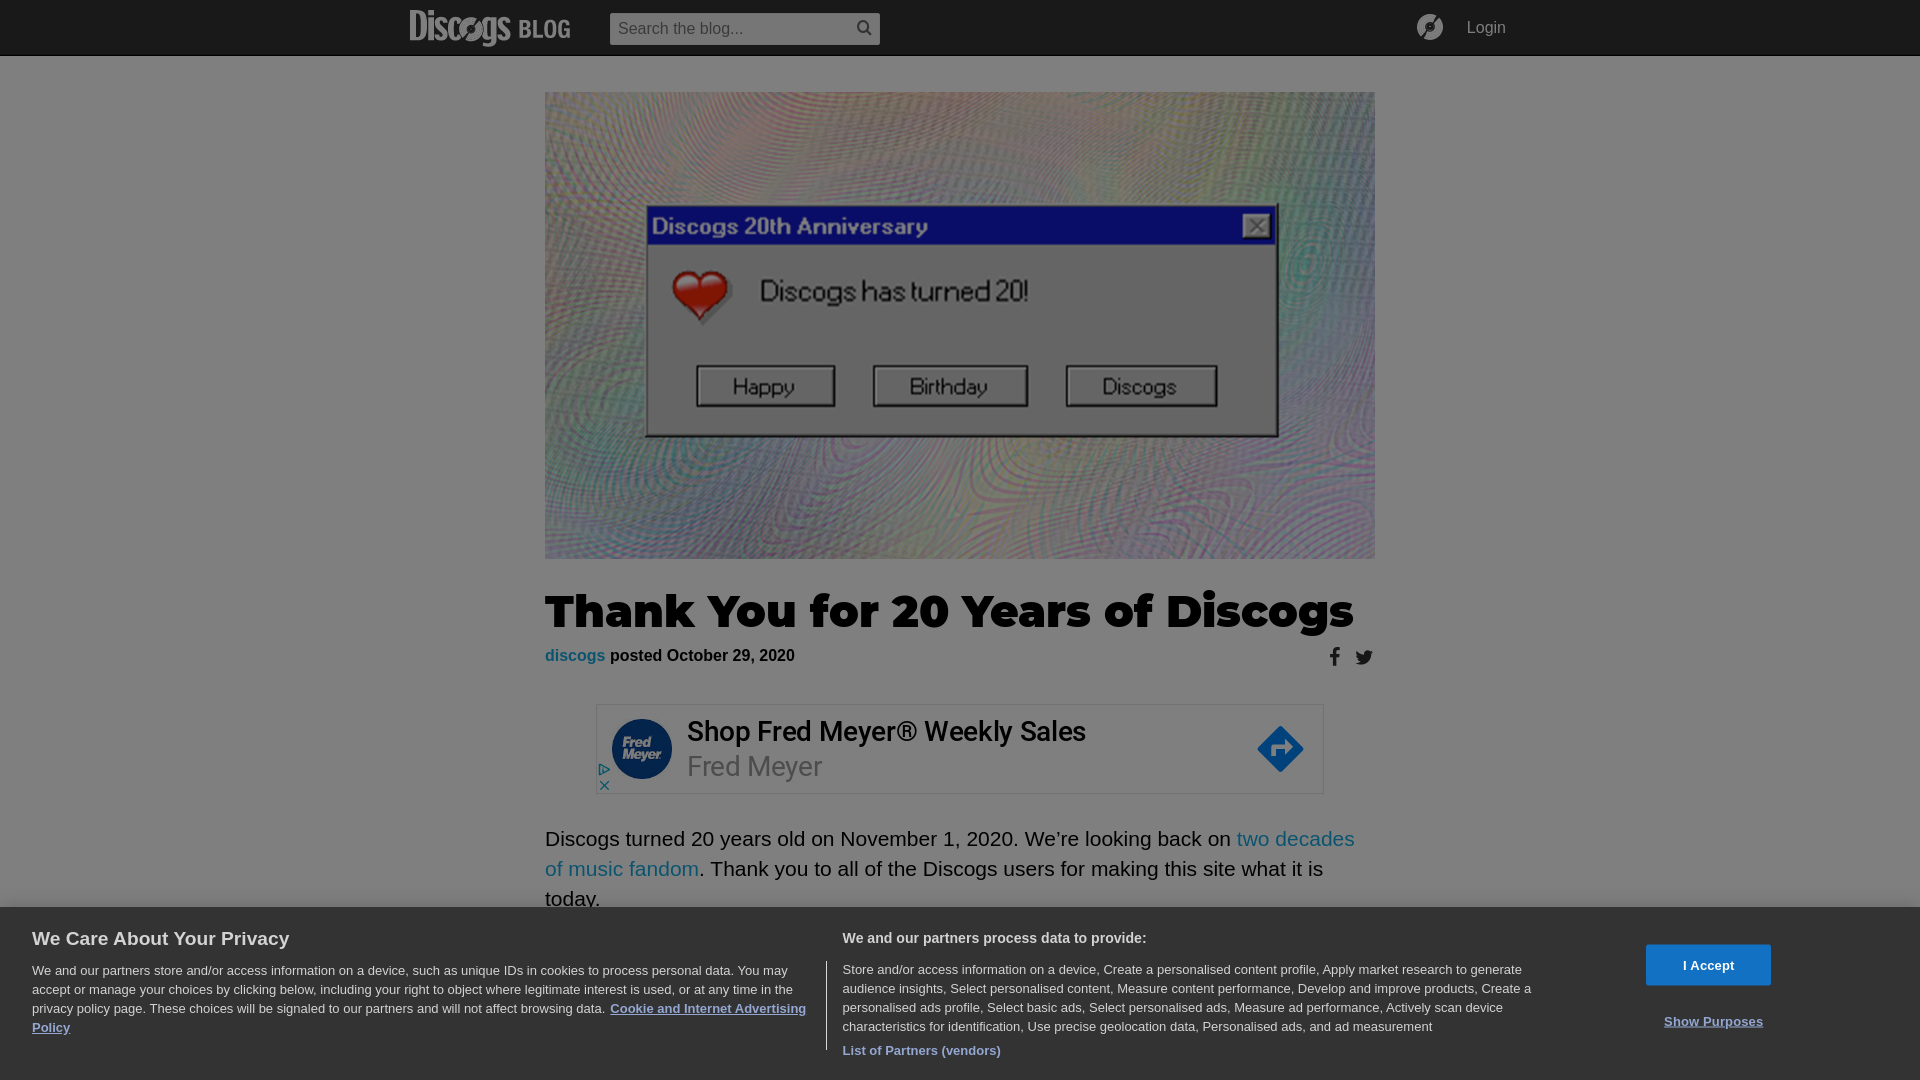 Discogs BLOG
Search the blog...
Login
Discogs 20th Anniversary
Discogs has turned 20!
Happy
Birthday
Discogs
Thank You for 20 Years of Discogs
discogs posted October 29, 2020
Shop Fred Meyer® Weekly Sales
Fred Meyer
Fred
Meyer
Discogs turned 20 years old on November 1, 2020. We’re looking back on two decades
of music fandom. Thank you to all of the Discogs users for making this site what it is
today.
We Care About Your Privacy
We and our partners store and/or access information on a device, such as unique IDs in cookies to process personal data. You may
accept or manage your choices by clicking below, including your right to object where legitimate interest is used, or at any time in the
privacy policy page. These choices will be signaled to our partners and will not affect browsing data. Cookie and Internet Advertising
Policy
We and our partners process data to provide:
Store and/or access information on a device, Create a personalised content profile, Apply market research to generate
audience insights, Select personalised content, Measure content performance, Develop and improve products, Create a
personalised ads profile, Select basic ads, Select personalised ads, Measure ad performance, Actively scan device
characteristics for identification, Use precise geolocation data, Personalised ads, and ad measurement
List of Partners (vendors)
I Accept
Show Purposes